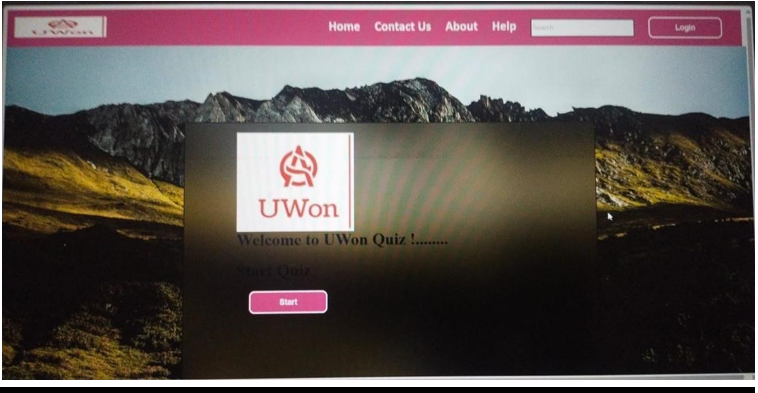 UWon
Home Contact Us About Help Search Login
UWon
Welcome to UWon Quiz !........
Start Quiz
Start